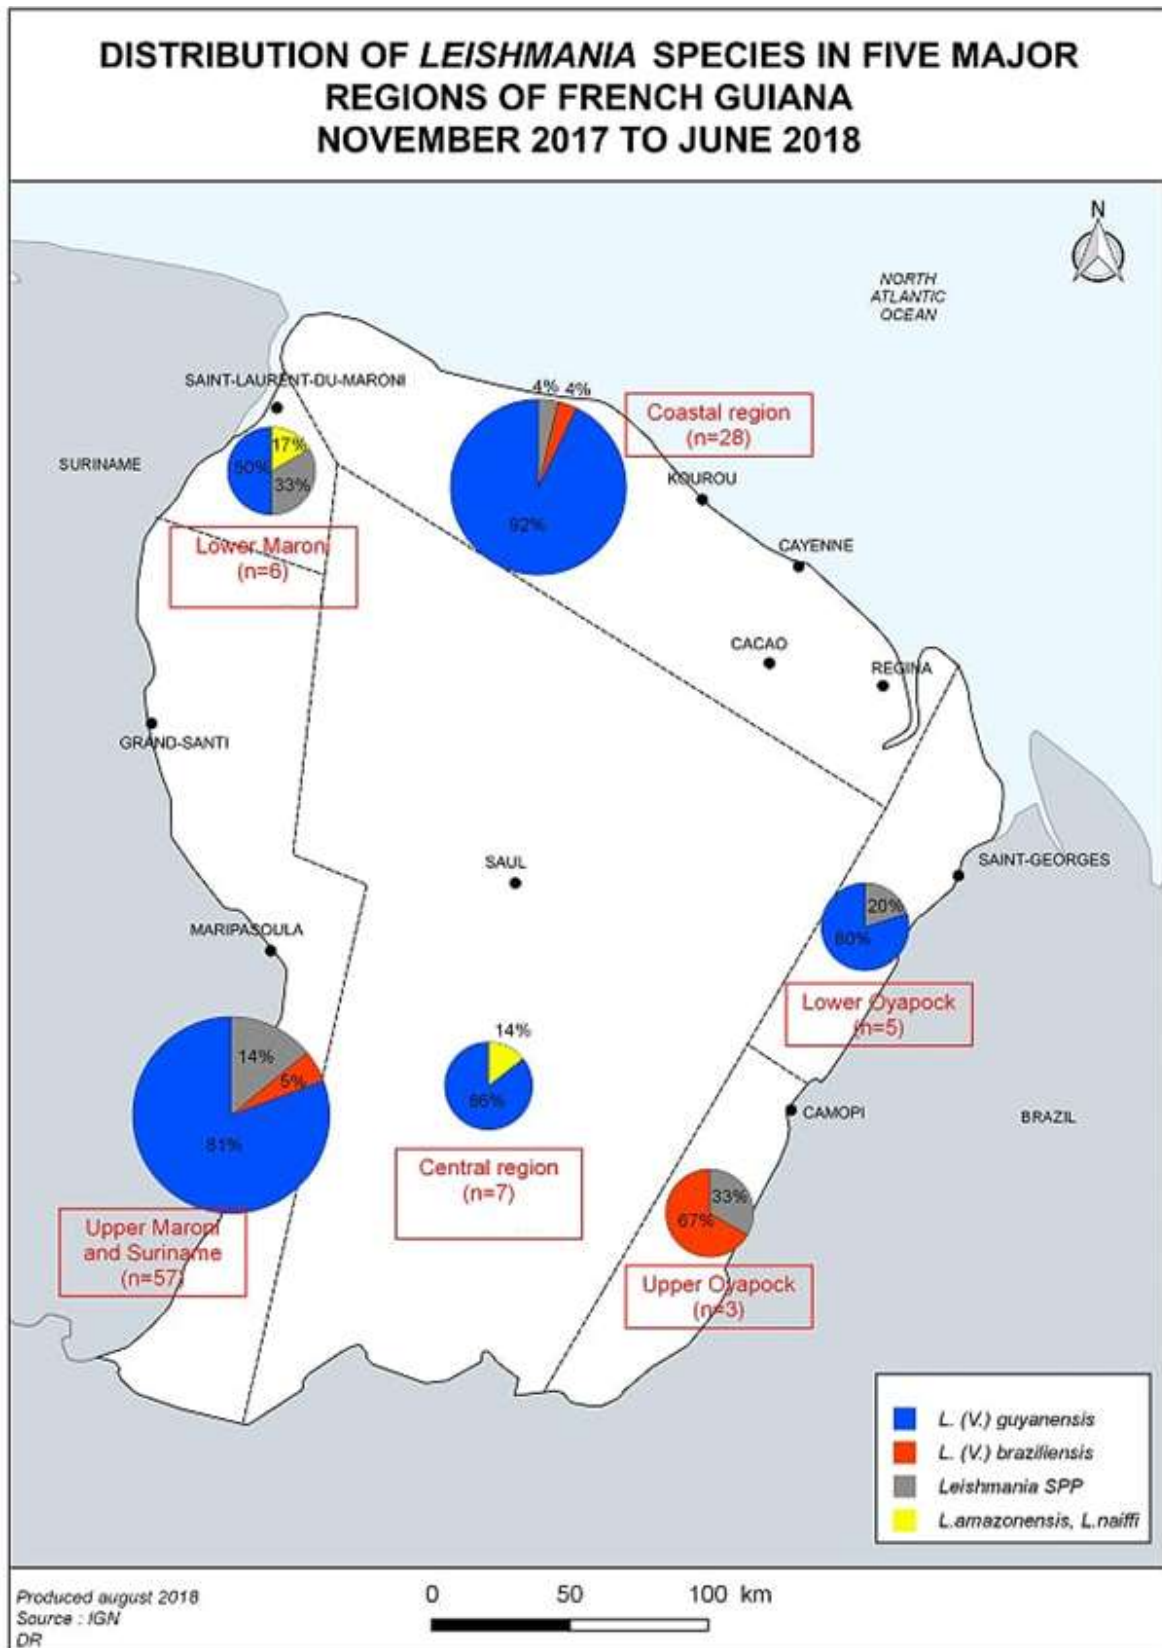 DISTRIBUTION OF LEISHMANIA SPECIES IN FIVE MAJOR
REGIONS OF FRENCH GUIANA
NOVEMBER 2017 TO JUNE 2018
N
NORTH
ATLANTIC
OCEAN
SAINT-LAURENT-DU-MARONI
4%
4%
Coastal region
(n=28)
17%
50%
33%
SURINAME
KOUROU
92%
Lower Maroni
(n=6)
CAYENNE
CACAO
REGINA
GRAND-SANTI
SAUL
SAINT-GEORGES
20%
80%
MARIPASOULA
Lower Oyapock
(n=5)
14%
5%
81%
14%
86%
CAMOPI
BRAZIL
Central region
(n=7)
33%
67%
Upper Maroni
and Suriname
(n=57)
Upper Oyapock
(n=3)
L. (V.) guyanensis
L. (V.) braziliensis
Leishmania SPP
L.amazonensis, L.naiffi
Produced august 2018
Source : IGN
DR
0 50 100 km